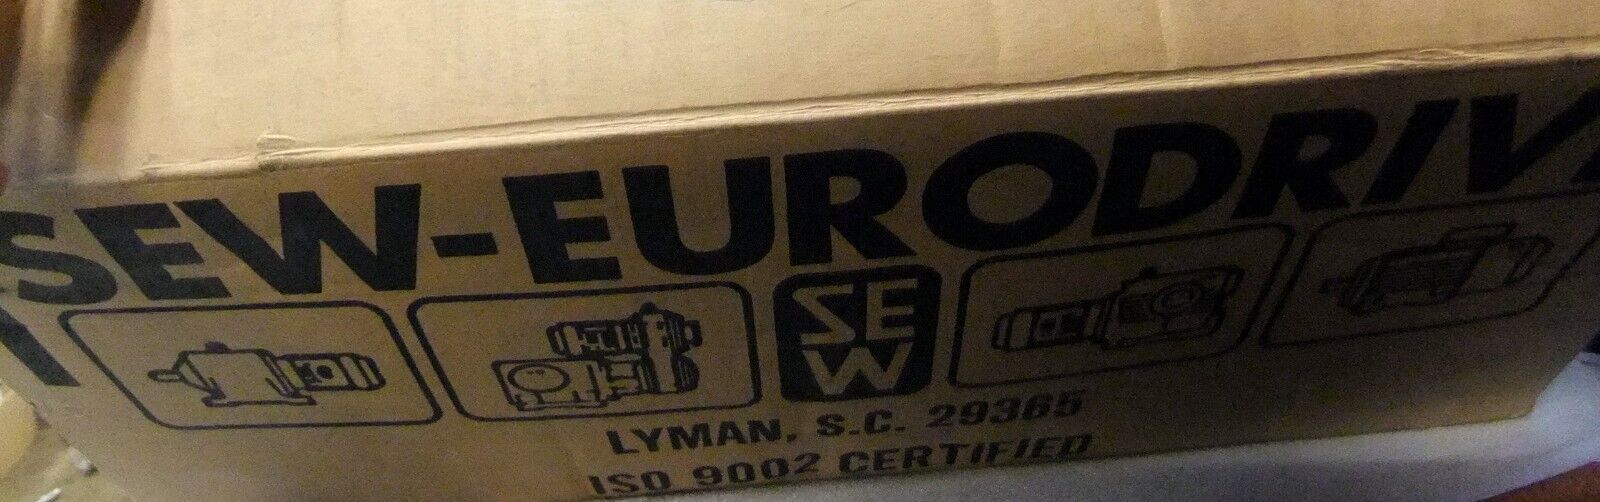 SEW-EURODRIV
SE
W
LYMAN, S.C. 29365
ISO 9002 CERTIFIED